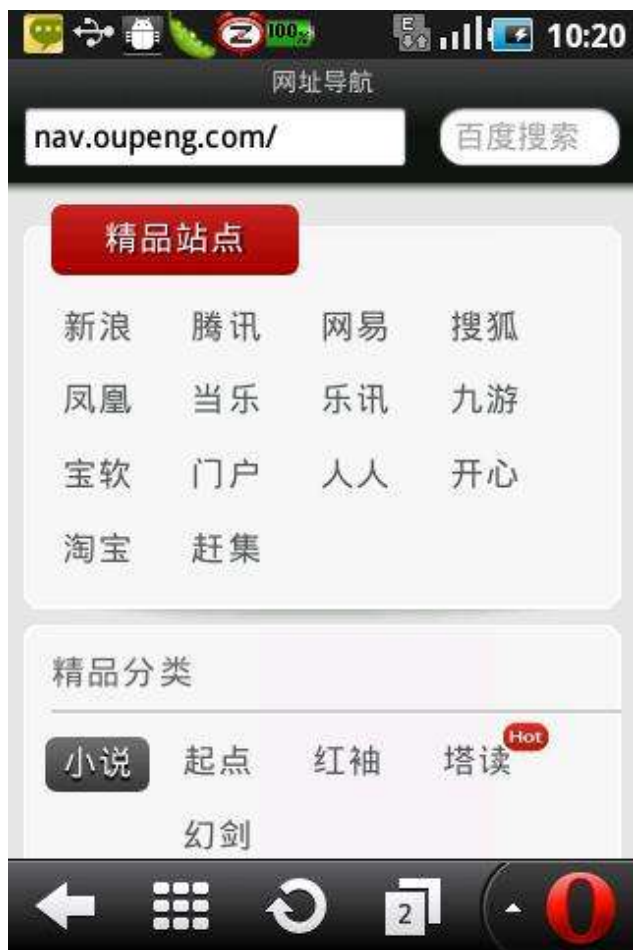 100%
E
10:20
网址导航
nav.oupeng.com/ 百度搜索
精品站点
新浪 腾讯 网易 搜狐
凤凰 当乐 乐讯 九游
宝软 门户 人人 开心
淘宝 赶集
精品分类
小说 起点 红袖 塔读 Hot
幻剑
2